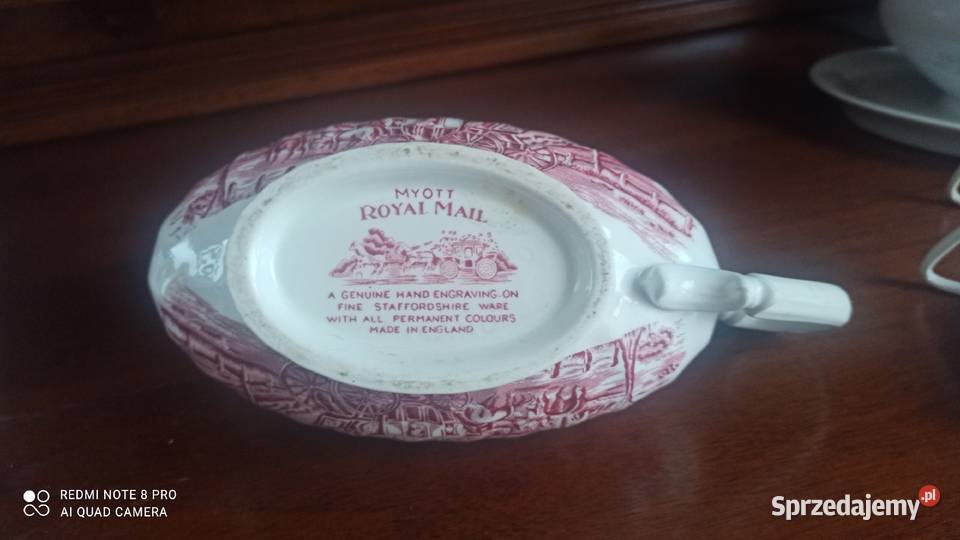 MYOTT
ROYAL MAIL
A GENUINE HAND ENGRAVING ON
FINE STAFFORDSHIRE WARE
WITH ALL PERMANENT COLOURS
MADE IN ENGLAND
REDMI NOTE 8 PRO
AI QUAD CAMERA
Sprzedajemy.pl